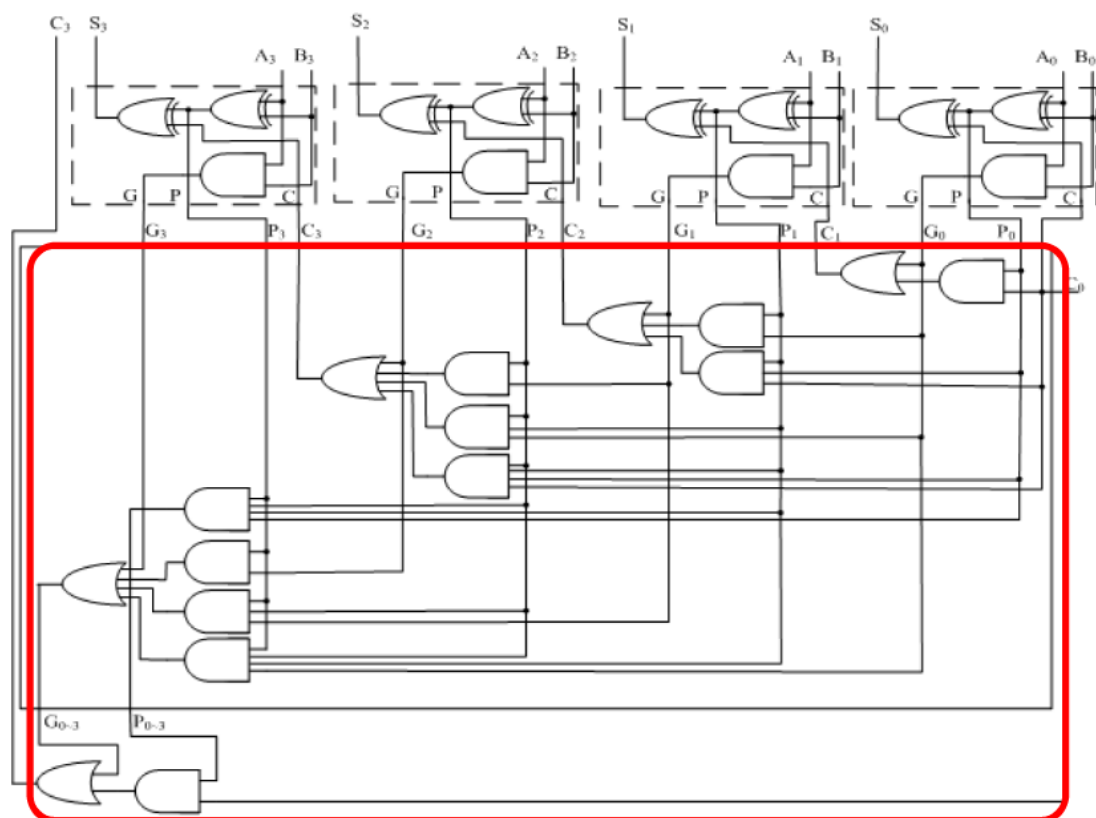 C₃ S₃ S₂ S₁ S₀
A₃ B₃ A₂ B₂ A₁ B₁ A₀ B₀
G P C G P C G P C G P C
G₃ P₃ C₃ G₂ P₂ C₂ G₁ P₁ C₁ G₀ P₀
C₀
G₀~₃ P₀~₃